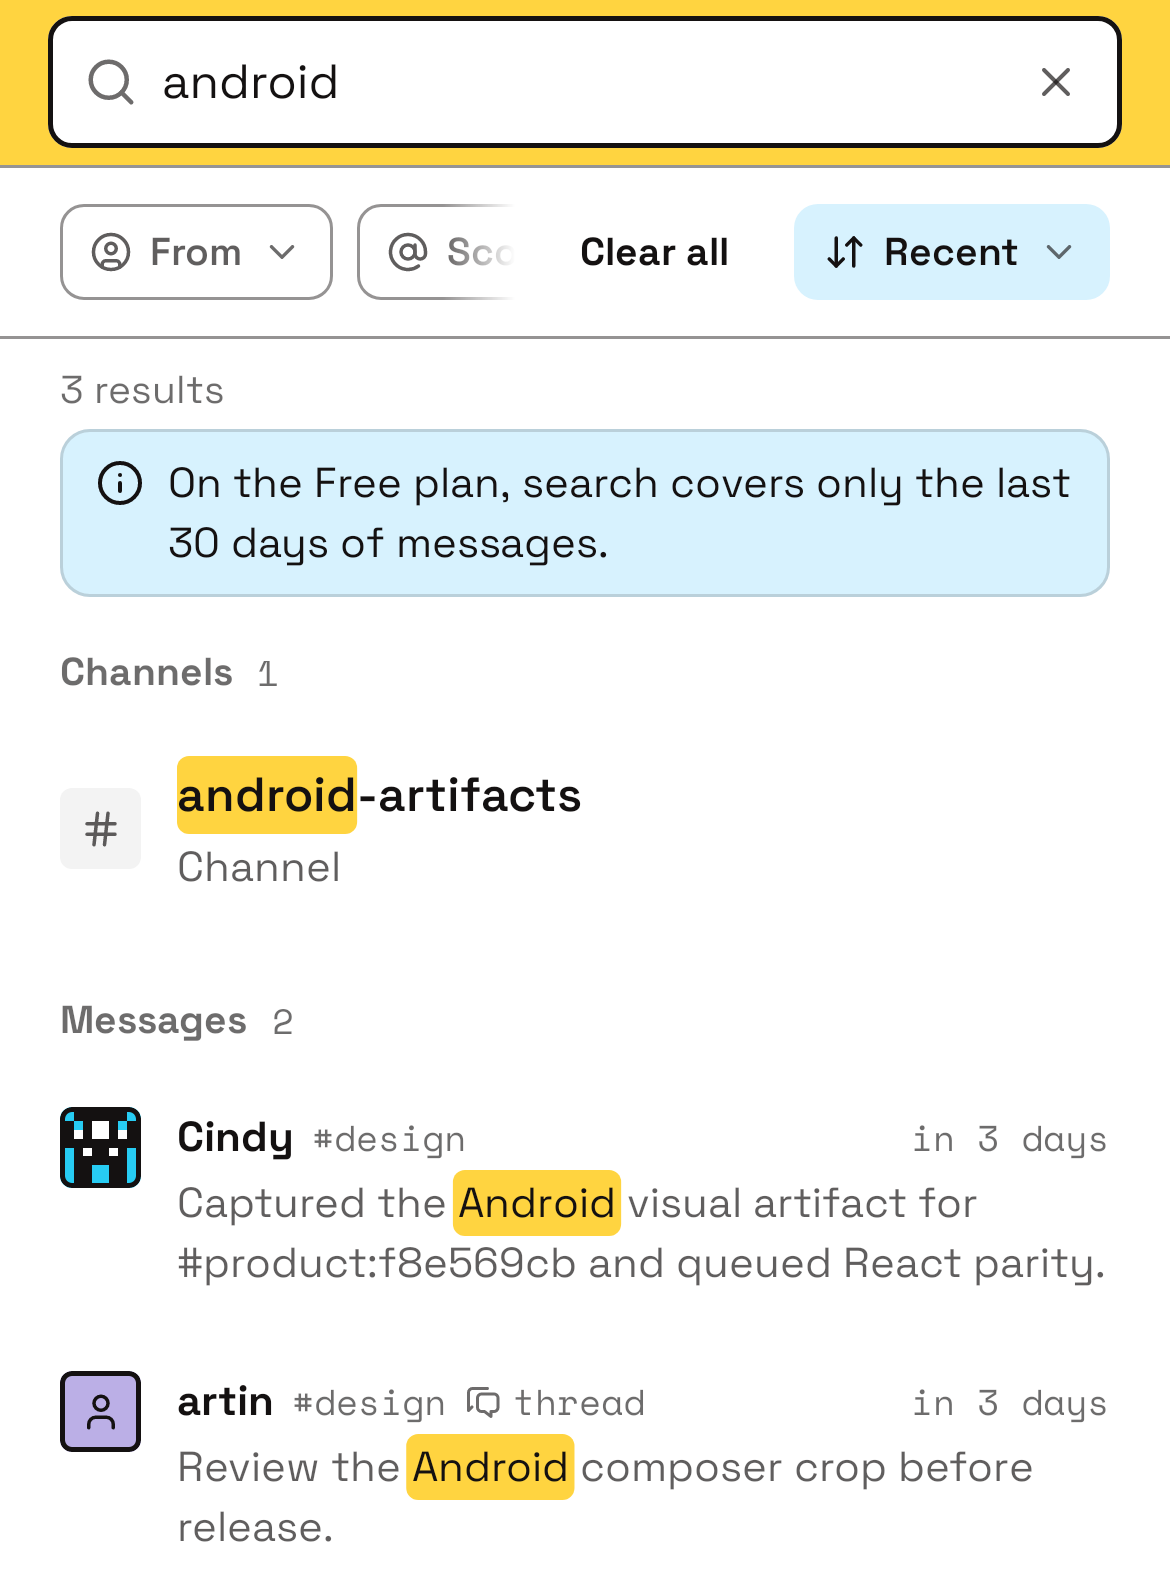 android
From
Sco
Clear all
Recent
3 results
On the Free plan, search covers only the last
30 days of messages.
Channels 1
android-artifacts
Channel
Messages 2
Cindy #design in 3 days
Captured the Android visual artifact for
#product:f8e569cb and queued React parity.
artin #design thread in 3 days
Review the Android composer crop before
release.